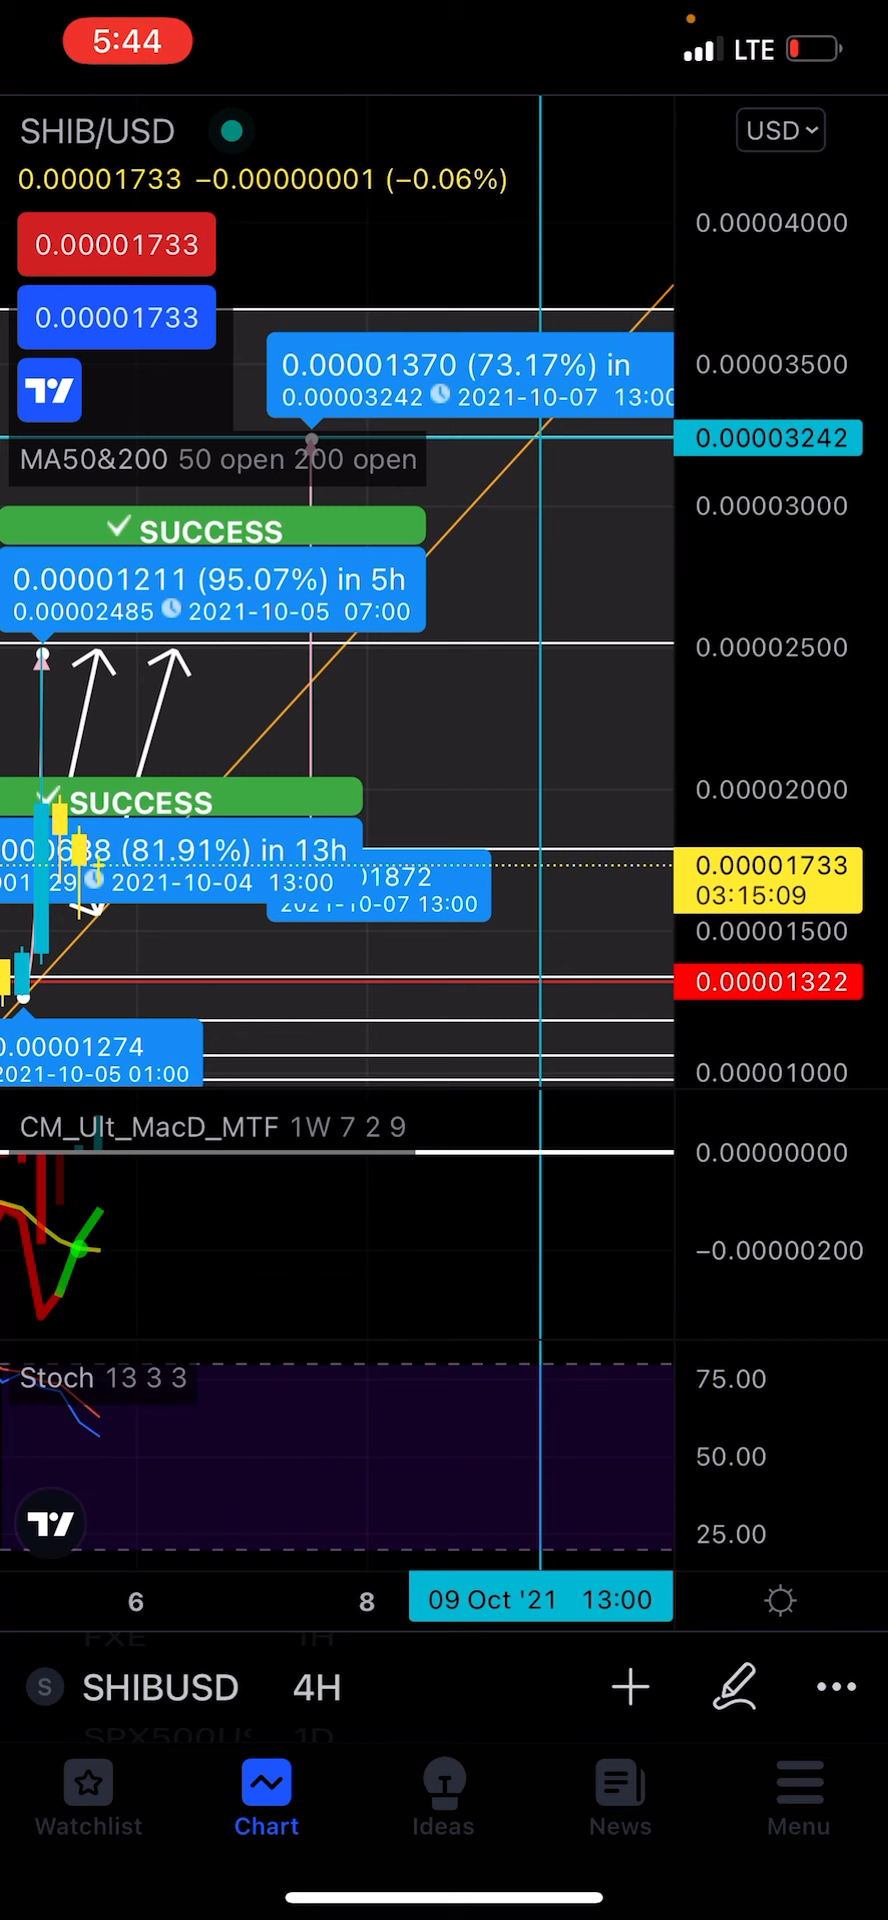 5:44
LTE
SHIB/USD
USD
0.00001733 −0.00000001 (−0.06%)
0.00004000
0.00001733
0.00001733
0.00001370 (73.17%) in
0.00003500
0.00003242 2021-10-07 13:00
0.00003242
MA50&200 50 open 200 open
0.00003000
SUCCESS
0.00001211 (95.07%) in 5h
0.00002485 2021-10-05 07:00
0.00002500
0.00002000
SUCCESS
(81.91%) in 13h
0.00001733
2021-10-04 13:00
1872
03:15:09
13:00
0.00001500
0.00001322
0.00001274
2021-10-05 01:00
0.00001000
CM_Ult_MacD_MTF 1W 7 2 9
0.00000000
−0.00000200
Stoch 13 3 3
75.00
50.00
25.00
6
8
09 Oct '21 13:00
S
SHIBUSD 4H
1D
Watchlist
Chart
Ideas
News
Menu